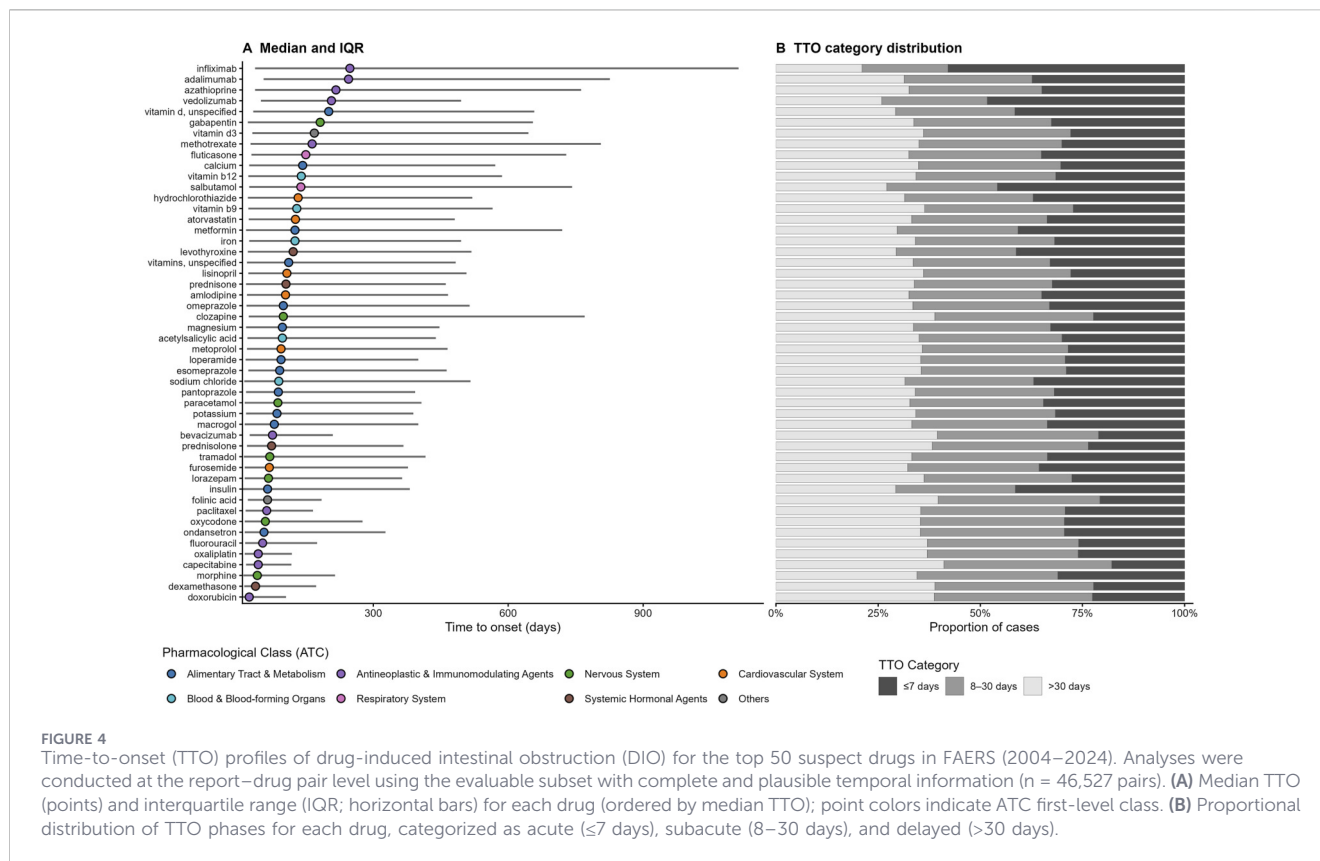 A Median and IQR
B TTO category distribution
infliximab
adalimumab
azathioprine
vedolizumab
vitamin d, unspecified
gabapentin
vitamin d3
methotrexate
fluticasone
calcium
vitamin b12
salbutamol
hydrochlorothiazide
vitamin b9
atorvastatin
metformin
iron
levothyroxine
vitamins, unspecified
lisinopril
prednisone
amlodipine
omeprazole
clozapine
magnesium
acetylsalicylic acid
metoprolol
loperamide
esomeprazole
sodium chloride
pantoprazole
paracetamol
potassium
macrogol
bevacizumab
prednisolone
tramadol
furosemide
lorazepam
insulin
folinic acid
paclitaxel
oxycodone
ondansetron
fluorouracil
oxaliplatin
capecitabine
morphine
dexamethasone
doxorubicin
300 600 900
Time to onset (days)
0% 25% 50% 75% 100%
Proportion of cases
Pharmacological Class (ATC)
Alimentary Tract & Metabolism Antineoplastic & Immunomodulating Agents Nervous System Cardiovascular System
Blood & Blood-forming Organs Respiratory System Systemic Hormonal Agents Others
TTO Category
≤7 days 8–30 days >30 days
FIGURE 4
Time-to-onset (TTO) profiles of drug-induced intestinal obstruction (DIO) for the top 50 suspect drugs in FAERS (2004–2024). Analyses were
conducted at the report–drug pair level using the evaluable subset with complete and plausible temporal information (n = 46,527 pairs). (A) Median TTO
(points) and interquartile range (IQR; horizontal bars) for each drug (ordered by median TTO); point colors indicate ATC first-level class. (B) Proportional
distribution of TTO phases for each drug, categorized as acute (≤7 days), subacute (8–30 days), and delayed (>30 days).